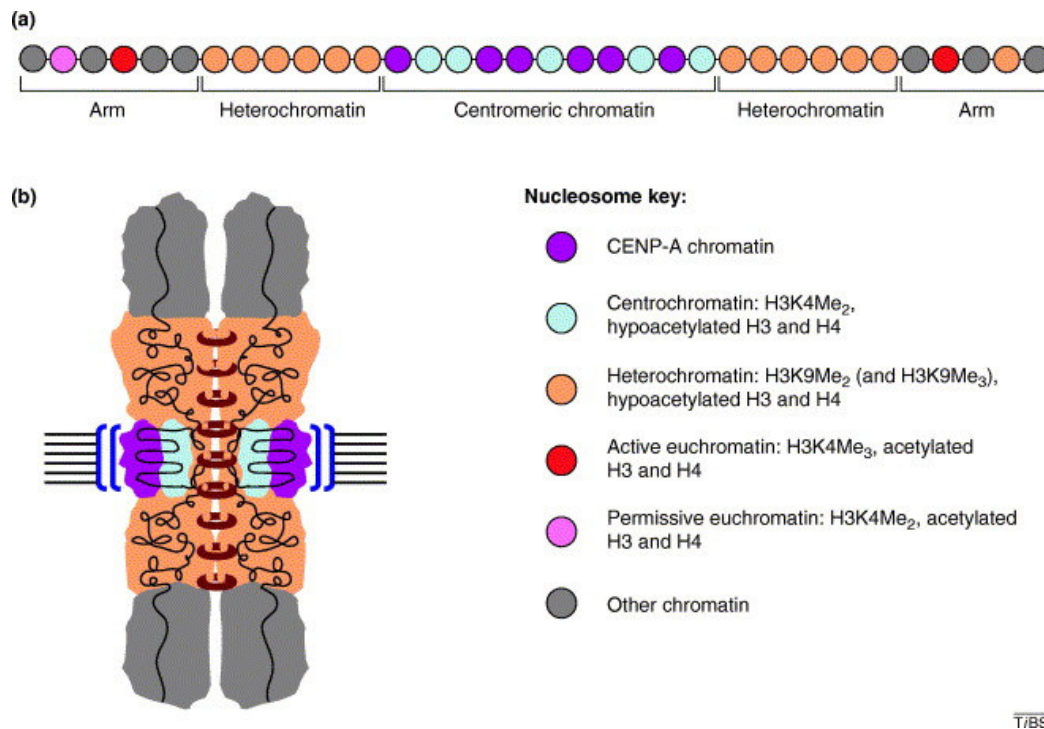 (a)
Arm Heterochromatin Centromeric chromatin Heterochromatin Arm
(b)
Nucleosome key:
CENP-A chromatin
Centrochromatin: H3K4Me₂,
hypoacetylated H3 and H4
Heterochromatin: H3K9Me₂ (and H3K9Me₃),
hypoacetylated H3 and H4
Active euchromatin: H3K4Me₃, acetylated
H3 and H4
Permissive euchromatin: H3K4Me₂, acetylated
H3 and H4
Other chromatin
TiBS